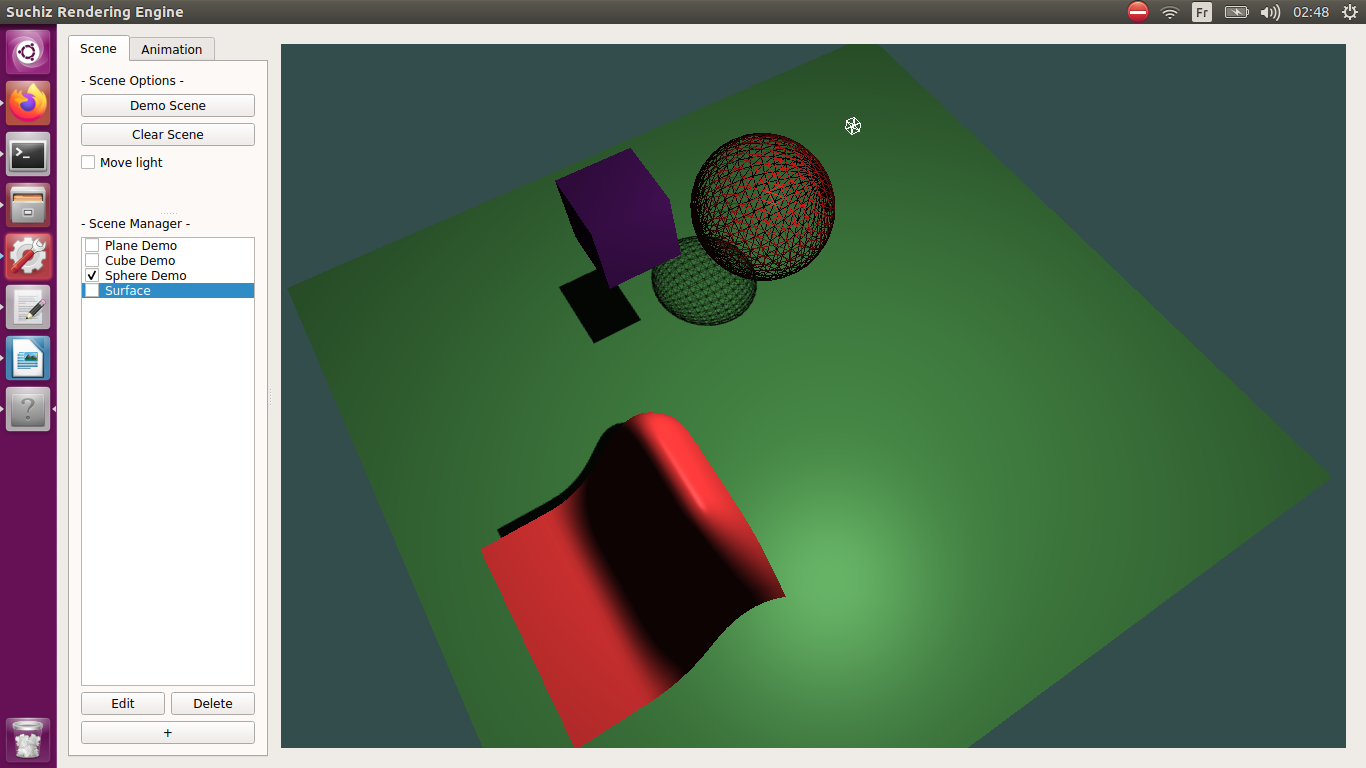 Suchiz Rendering Engine
Fr
02:48
Scene
Animation
- Scene Options -
Demo Scene
Clear Scene
Move light
- Scene Manager -
Plane Demo
Cube Demo
Sphere Demo
Surface
Edit
Delete
+